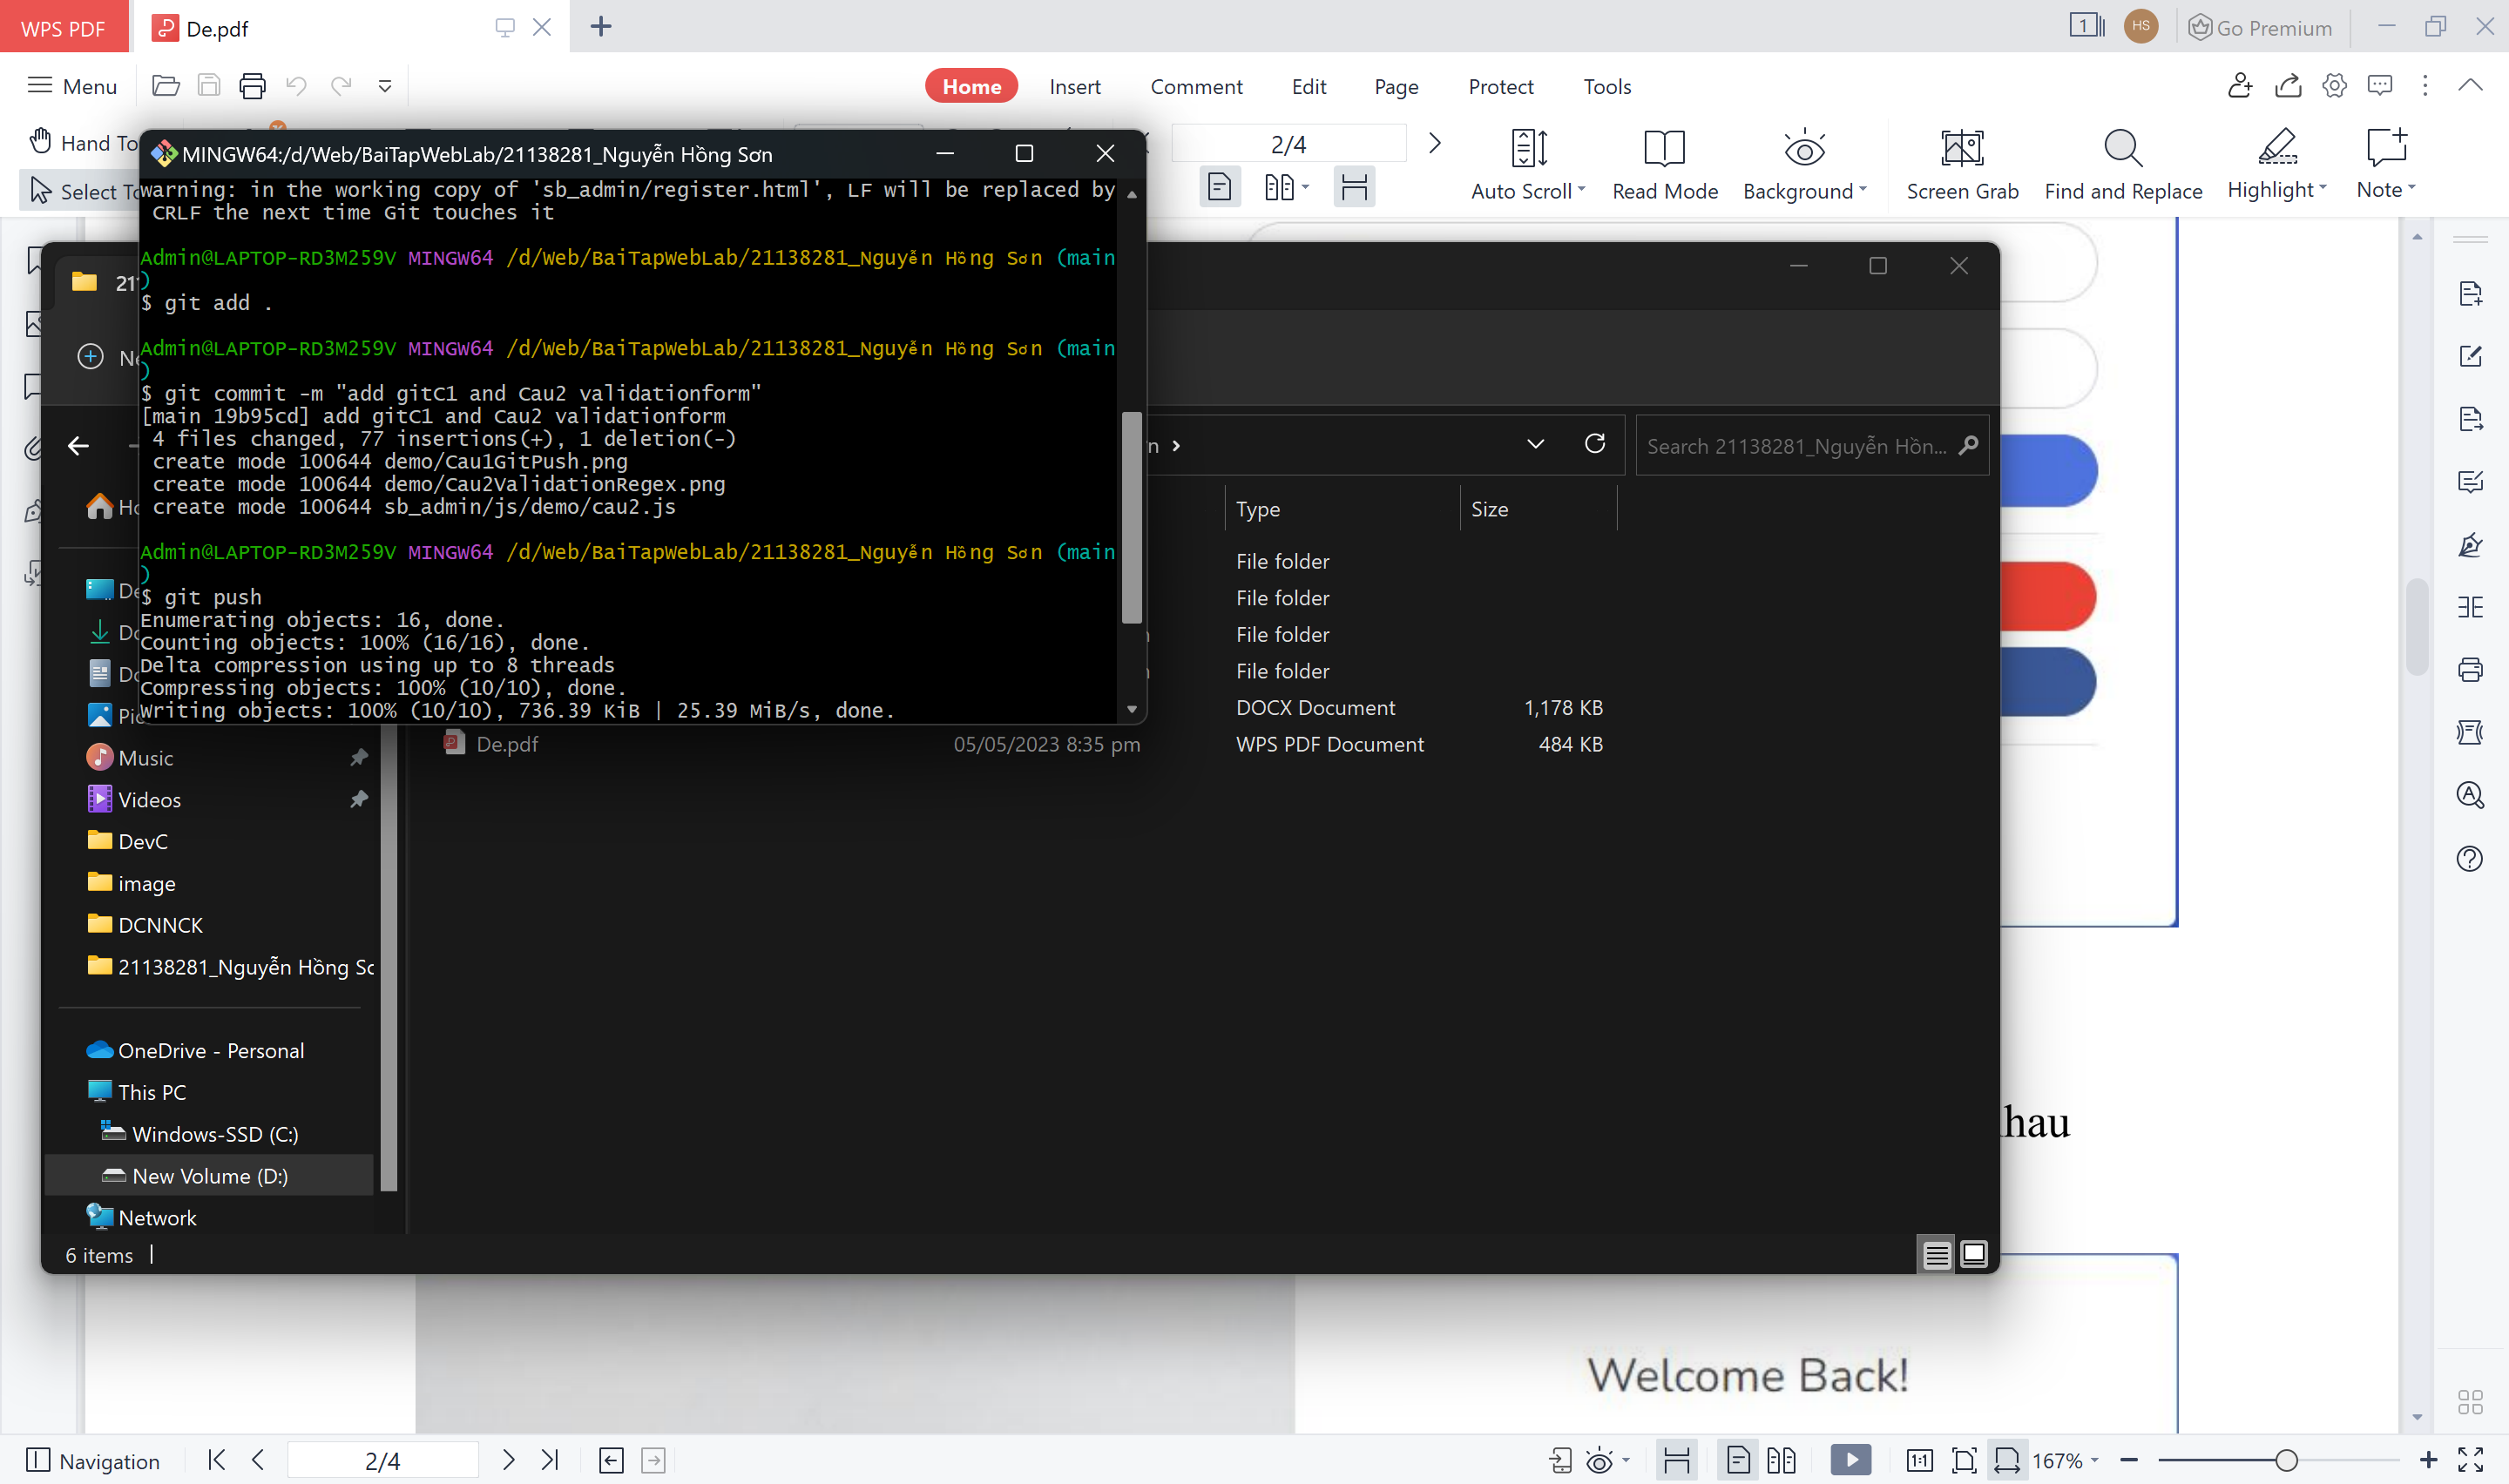 WPS PDF
De.pdf
1
HS
Go Premium
Menu
Home
Insert
Comment
Edit
Page
Protect
Tools
Hand
Select
2/4
Auto Scroll
Read Mode
Background
Screen Grab
Find and Replace
Highlight
Note
MINGW64:/d/Web/BaiTapWebLab/21138281_Nguyễn Hồng Sơn
warning: in the working copy of 'sb_admin/register.html', LF will be replaced by
CRLF the next time Git touches it
Admin@LAPTOP-RD3M259V MINGW64 /d/Web/BaiTapWebLab/21138281_Nguyễn Hồng Sơn (main
)
$ git add .
Admin@LAPTOP-RD3M259V MINGW64 /d/Web/BaiTapWebLab/21138281_Nguyễn Hồng Sơn (main
)
$ git commit -m "add gitC1 and Cau2 validationform"
[main 19b95cd] add gitC1 and Cau2 validationform
4 files changed, 77 insertions(+), 1 deletion(-)
create mode 100644 demo/Cau1GitPush.png
create mode 100644 demo/Cau2ValidationRegex.png
create mode 100644 sb_admin/js/demo/cau2.js
Admin@LAPTOP-RD3M259V MINGW64 /d/Web/BaiTapWebLab/21138281_Nguyễn Hồng Sơn (main
)
$ git push
Enumerating objects: 16, done.
Counting objects: 100% (16/16), done.
Delta compression using up to 8 threads
Compressing objects: 100% (10/10), done.
Writing objects: 100% (10/10), 736.39 KiB | 25.39 MiB/s, done.
Search 21138281_Nguyễn Hồn...
Type
Size
File folder
File folder
File folder
File folder
DOCX Document
1,178 KB
De.pdf
05/05/2023 8:35 pm
WPS PDF Document
484 KB
Music
Videos
DevC
image
DCNNCK
21138281_Nguyễn Hồng Sơ
OneDrive - Personal
This PC
Windows-SSD (C:)
New Volume (D:)
Network
6 items
hau
Welcome Back!
Navigation
2/4
1:1
167%